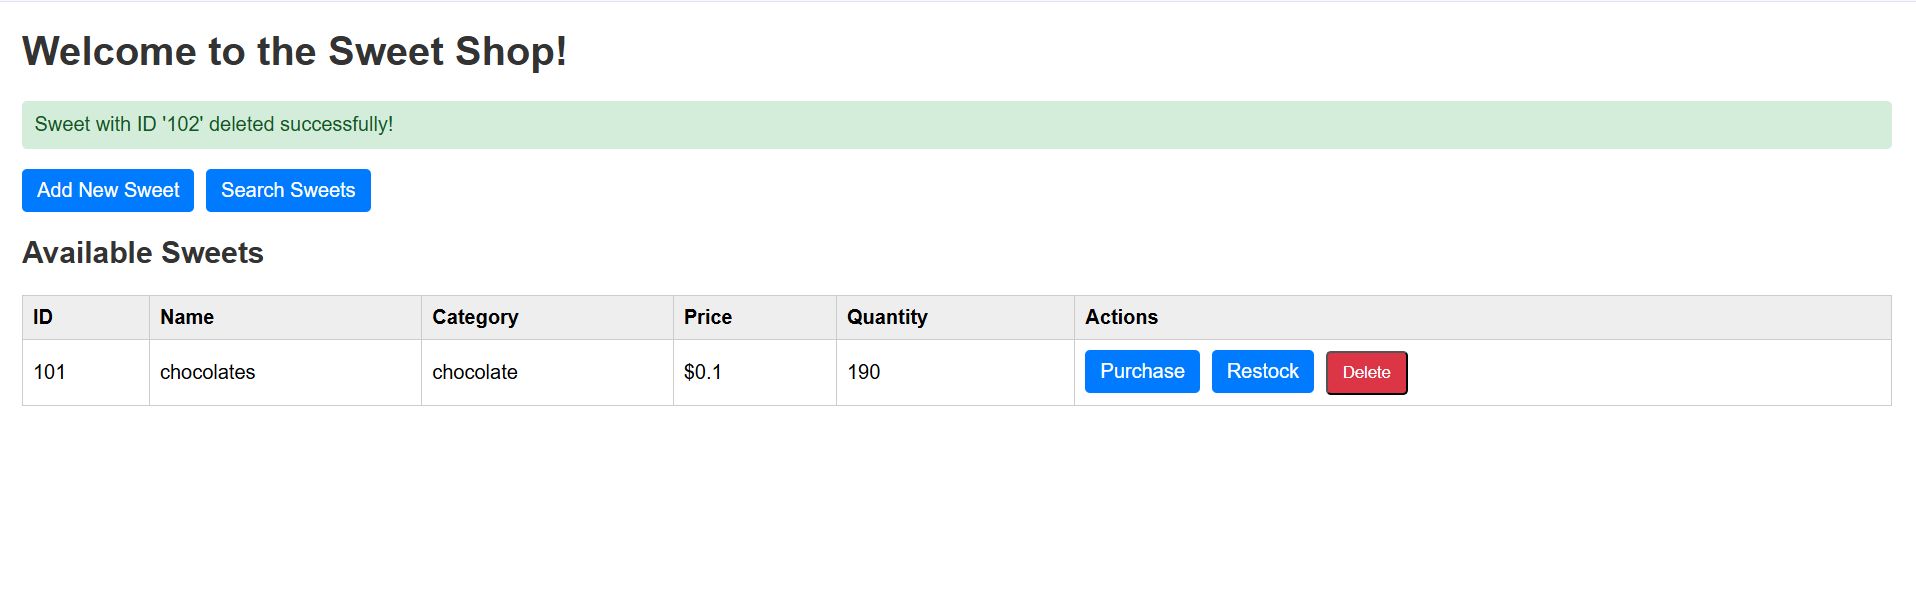 Welcome to the Sweet Shop!
Sweet with ID '102' deleted successfully!
Add New Sweet Search Sweets
Available Sweets
ID Name Category Price Quantity Actions
101 chocolates chocolate $0.1 190 Purchase Restock Delete